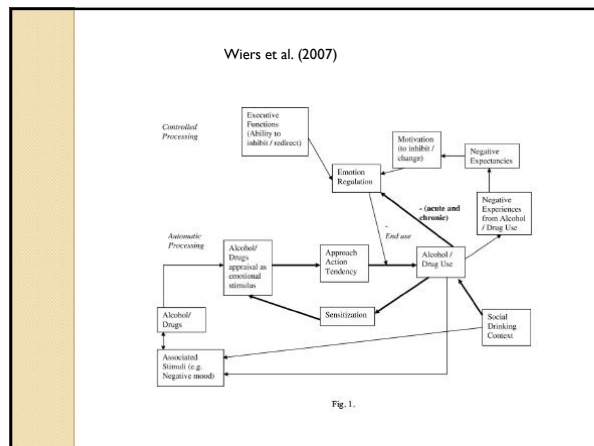 Wiers et al. (2007)
Controlled
Processing
Executive
Functions
(Ability to
inhibit / redirect)
Motivation
(to inhibit /
change)
Negative
Expectancies
Emotion
Regulation
- (acute and
chronic)
Negative
Experiences
from Alcohol
/ Drug Use
-
End use
Automatic
Processing
Alcohol/
Drugs
appraisal as
emotional
stimulus
Approach
Action
Tendency
Alcohol /
Drug Use
Sensitization
Alcohol/
Drugs
Social
Drinking
Context
Associated
Stimuli (e.g.
Negative mood)
Fig. 1.